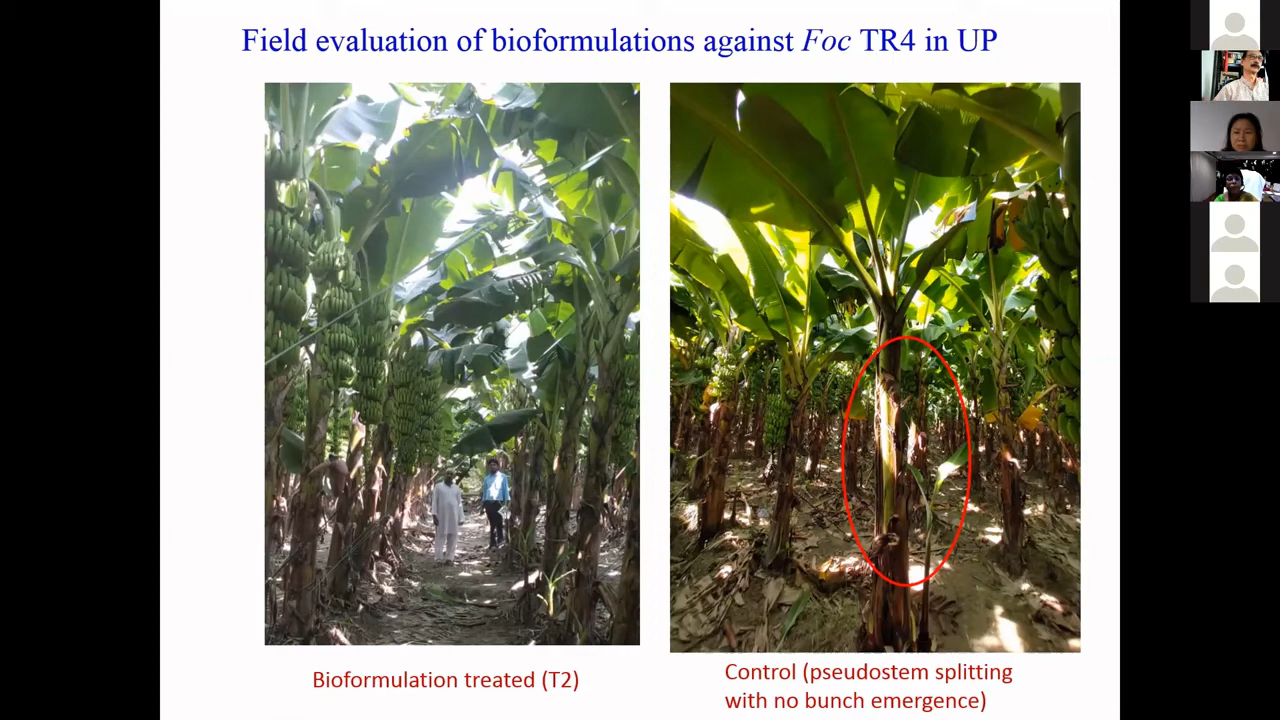 Field evaluation of bioformulations against Foc TR4 in UP
Bioformulation treated (T2)
Control (pseudostem splitting
with no bunch emergence)